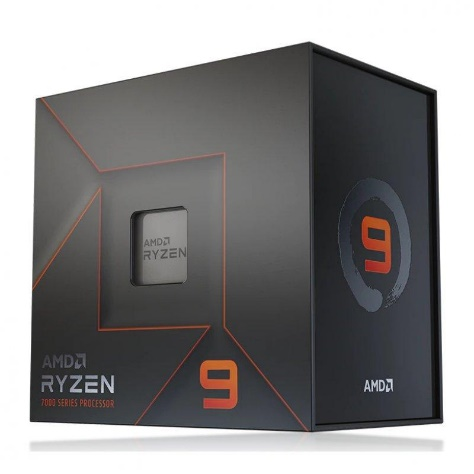 AMD
RYZEN
AMD
RYZEN
7000 SERIES PROCESSOR
9
9
AMD